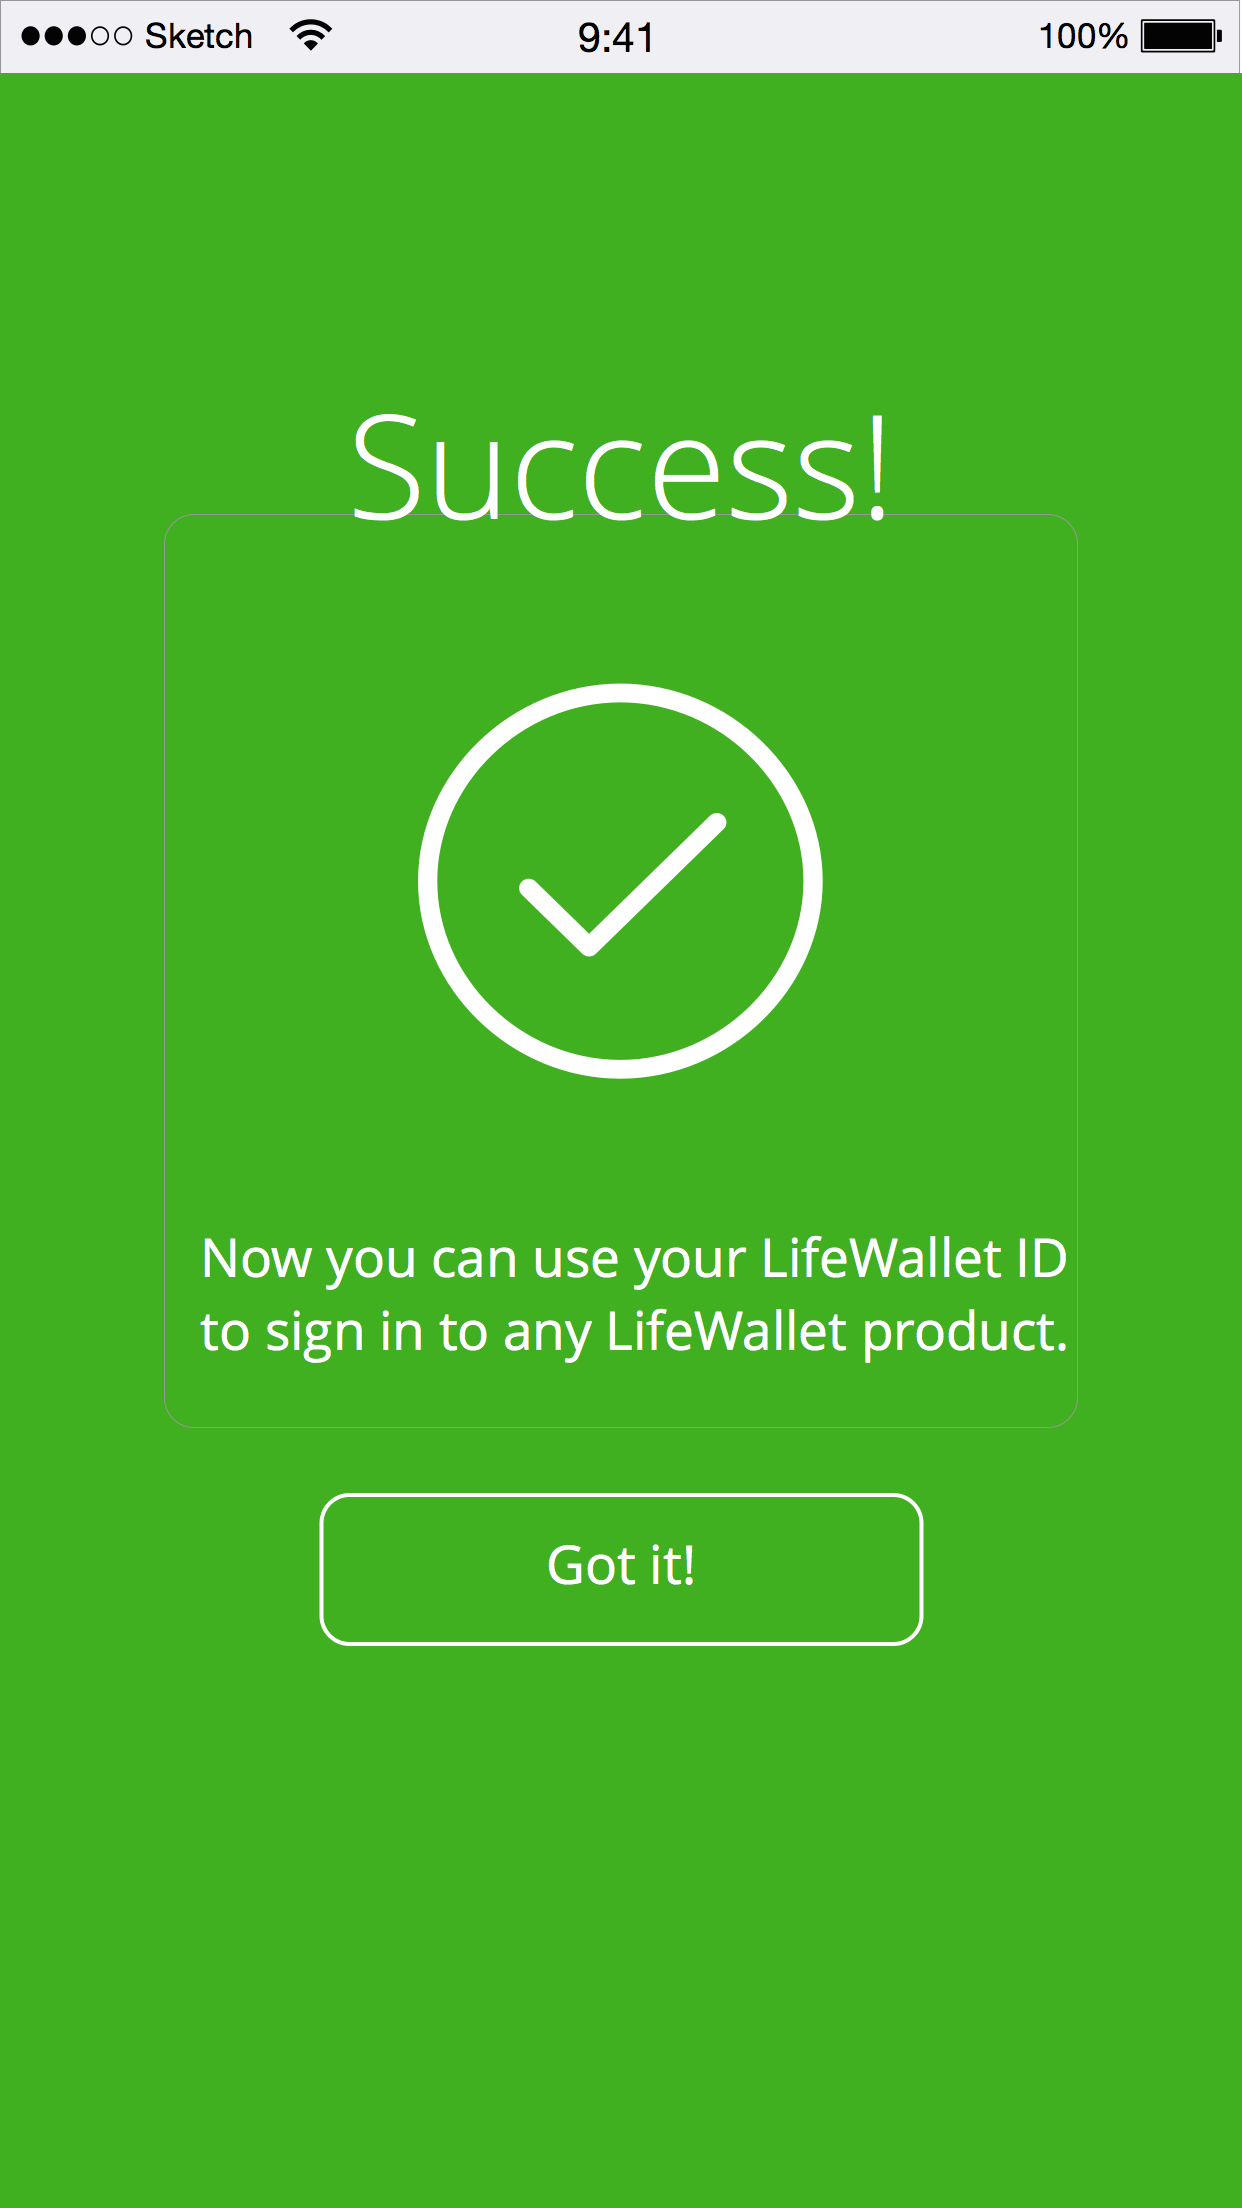 Sketch 9:41 100%
Success!
Now you can use your LifeWallet ID
to sign in to any LifeWallet product.
Got it!